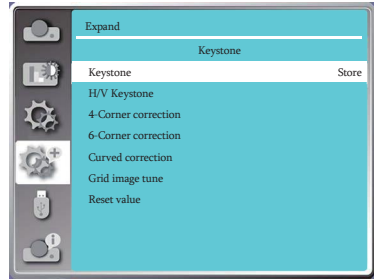 Expand
Keystone
Keystone Store
H/V Keystone
4-Corner correction
6-Corner correction
Curved correction
Grid image tune
Reset value